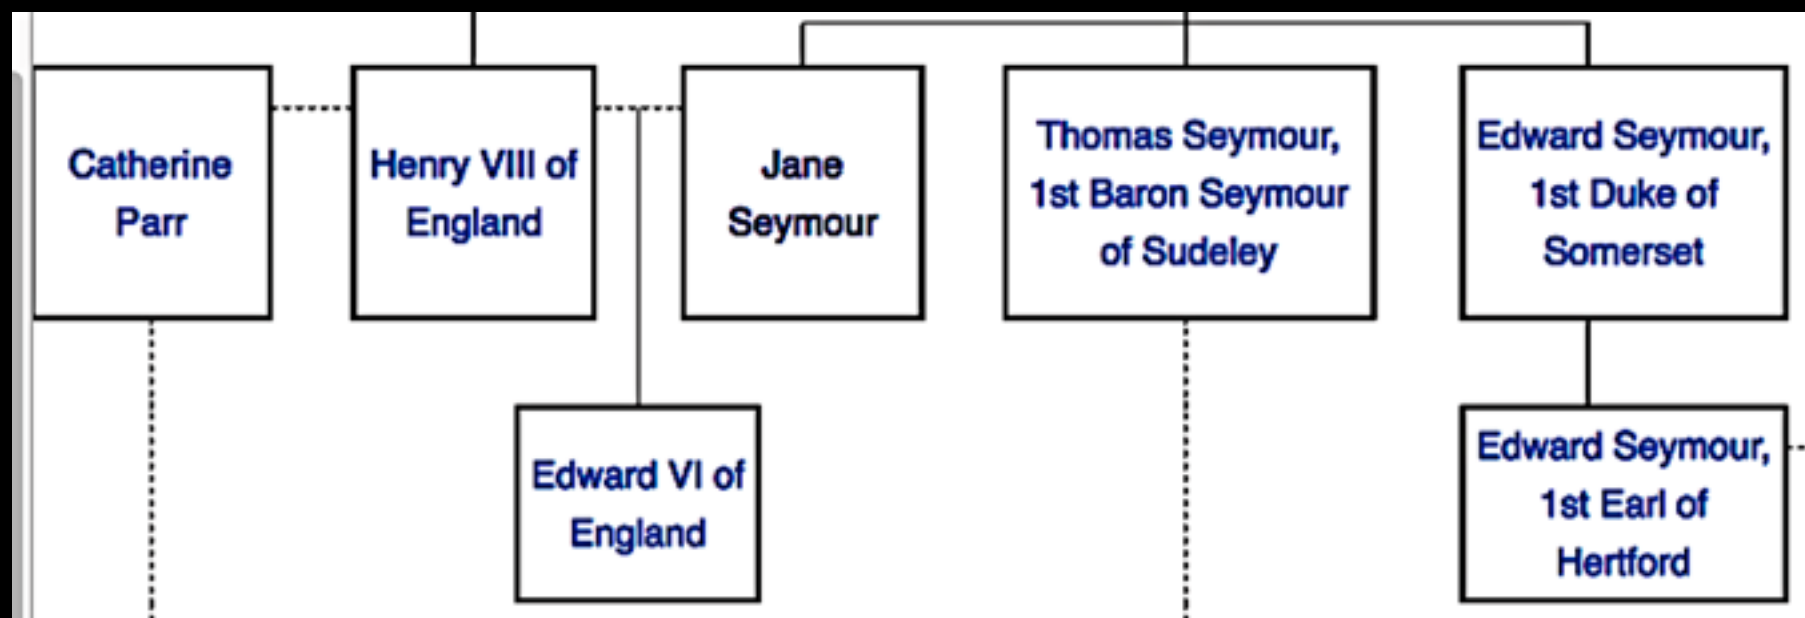 Catherine
Parr
Henry VIII of
England
Jane
Seymour
Thomas Seymour,
1st Baron Seymour
of Sudeley
Edward Seymour,
1st Duke of
Somerset
Edward VI of
England
Edward Seymour,
1st Earl of
Hertford